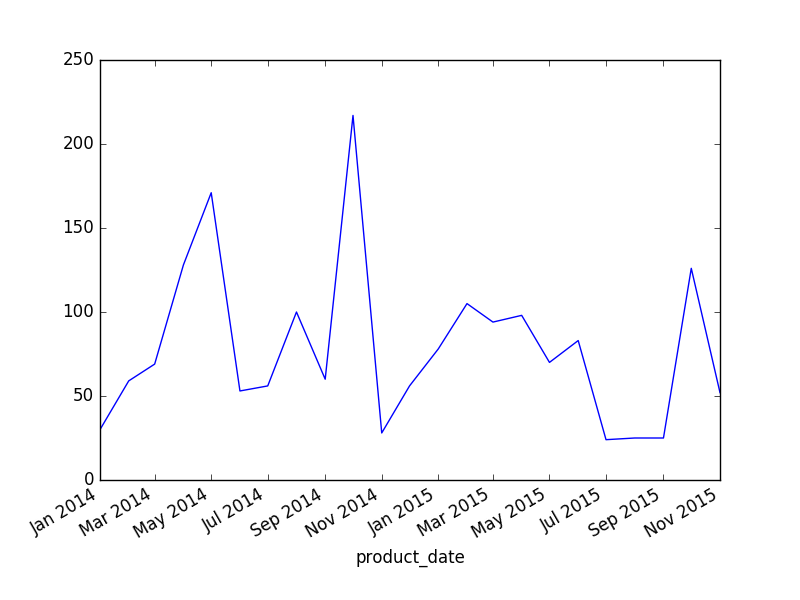 250
200
150
100
50
0
Jan 2014
Mar 2014
May 2014
Jul 2014
Sep 2014
Nov 2014
Jan 2015
Mar 2015
May 2015
Jul 2015
Sep 2015
Nov 2015
product_date